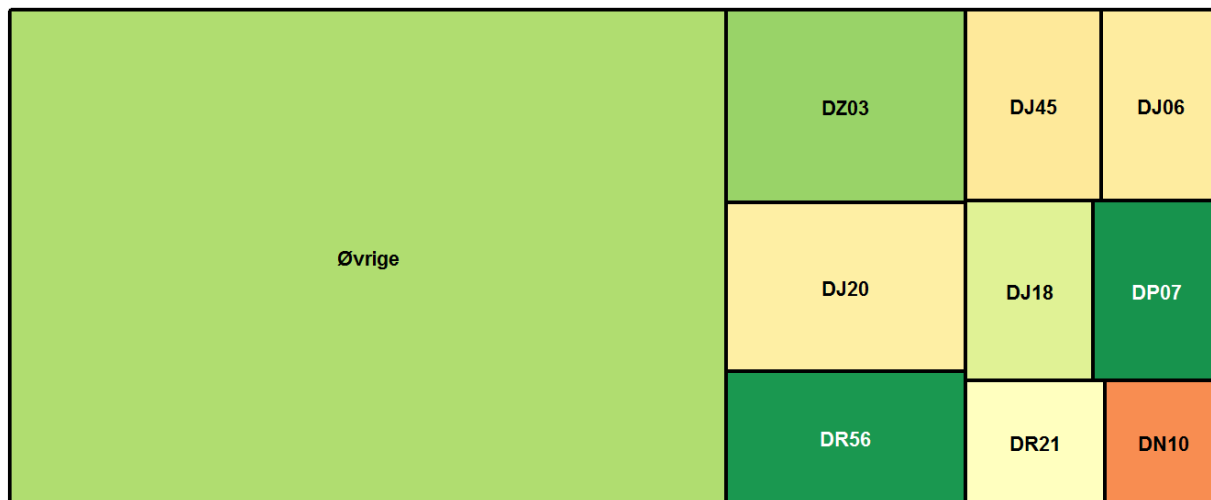 Øvrige
DZ03
DJ20
DR56
DJ45
DJ06
DJ18
DP07
DR21
DN10